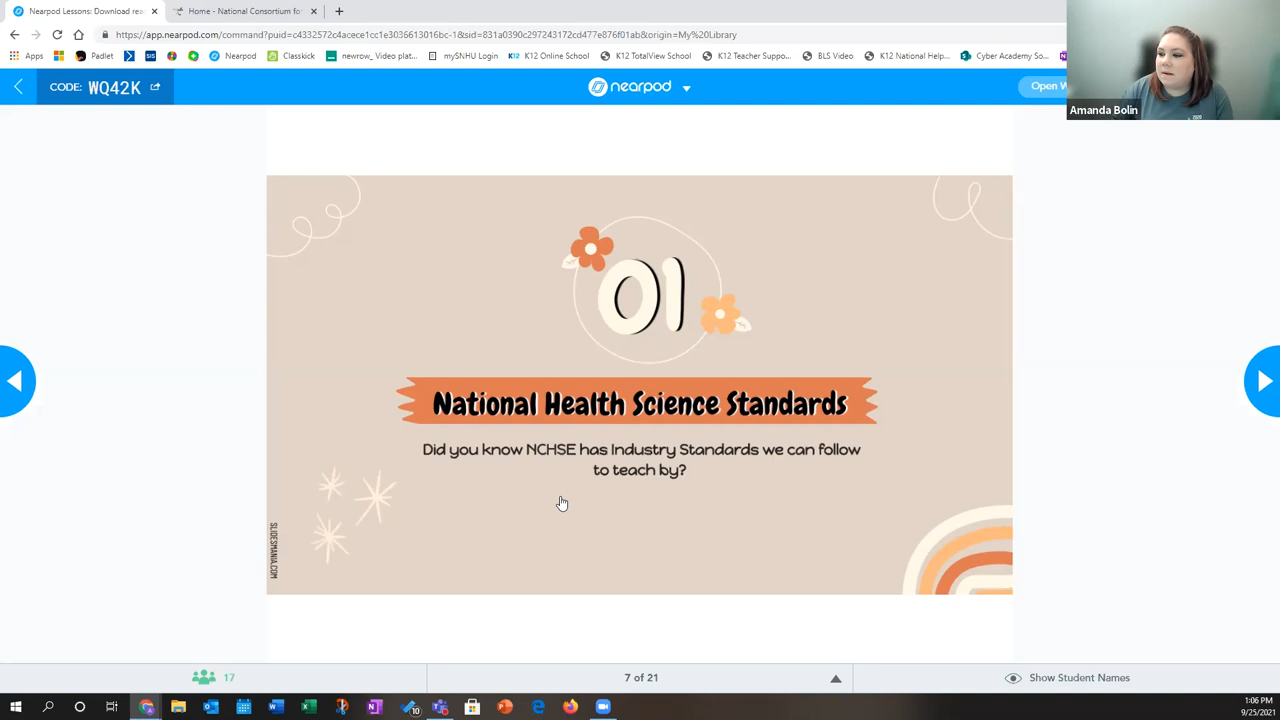 Nearpod Lessons: Download rea
Home - National Consortium fo
https://app.nearpod.com/command?puid=c4332572c4acece1cc1e3036613016bc-1&sid=831a0390c297243172cd477e876f01ab&origin=My%20Library
Apps
Padlet
SIS
Nearpod
Classkick
newrow_ Video plat...
mySNHU Login
K12 Online School
K12 TotalView School
K12 Teacher Suppo...
BLS Video
K12 National Help...
Cyber Academy So...
CODE: WQ42K
nearpod
Open W
Amanda Bolin
01
National Health Science Standards
Did you know NCHSE has Industry Standards we can follow
to teach by?
SLIDESMANIA.COM
17
7 of 21
Show Student Names
10
1:06 PM
9/25/2021